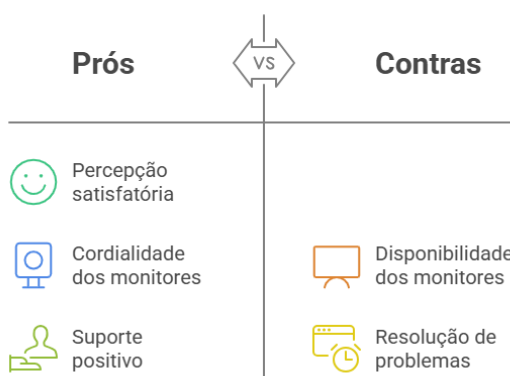 Prós
VS
Contras
Percepção
satisfatória
Cordialidade
dos monitores
Disponibilidade
dos monitores
Suporte
positivo
Resolução de
problemas